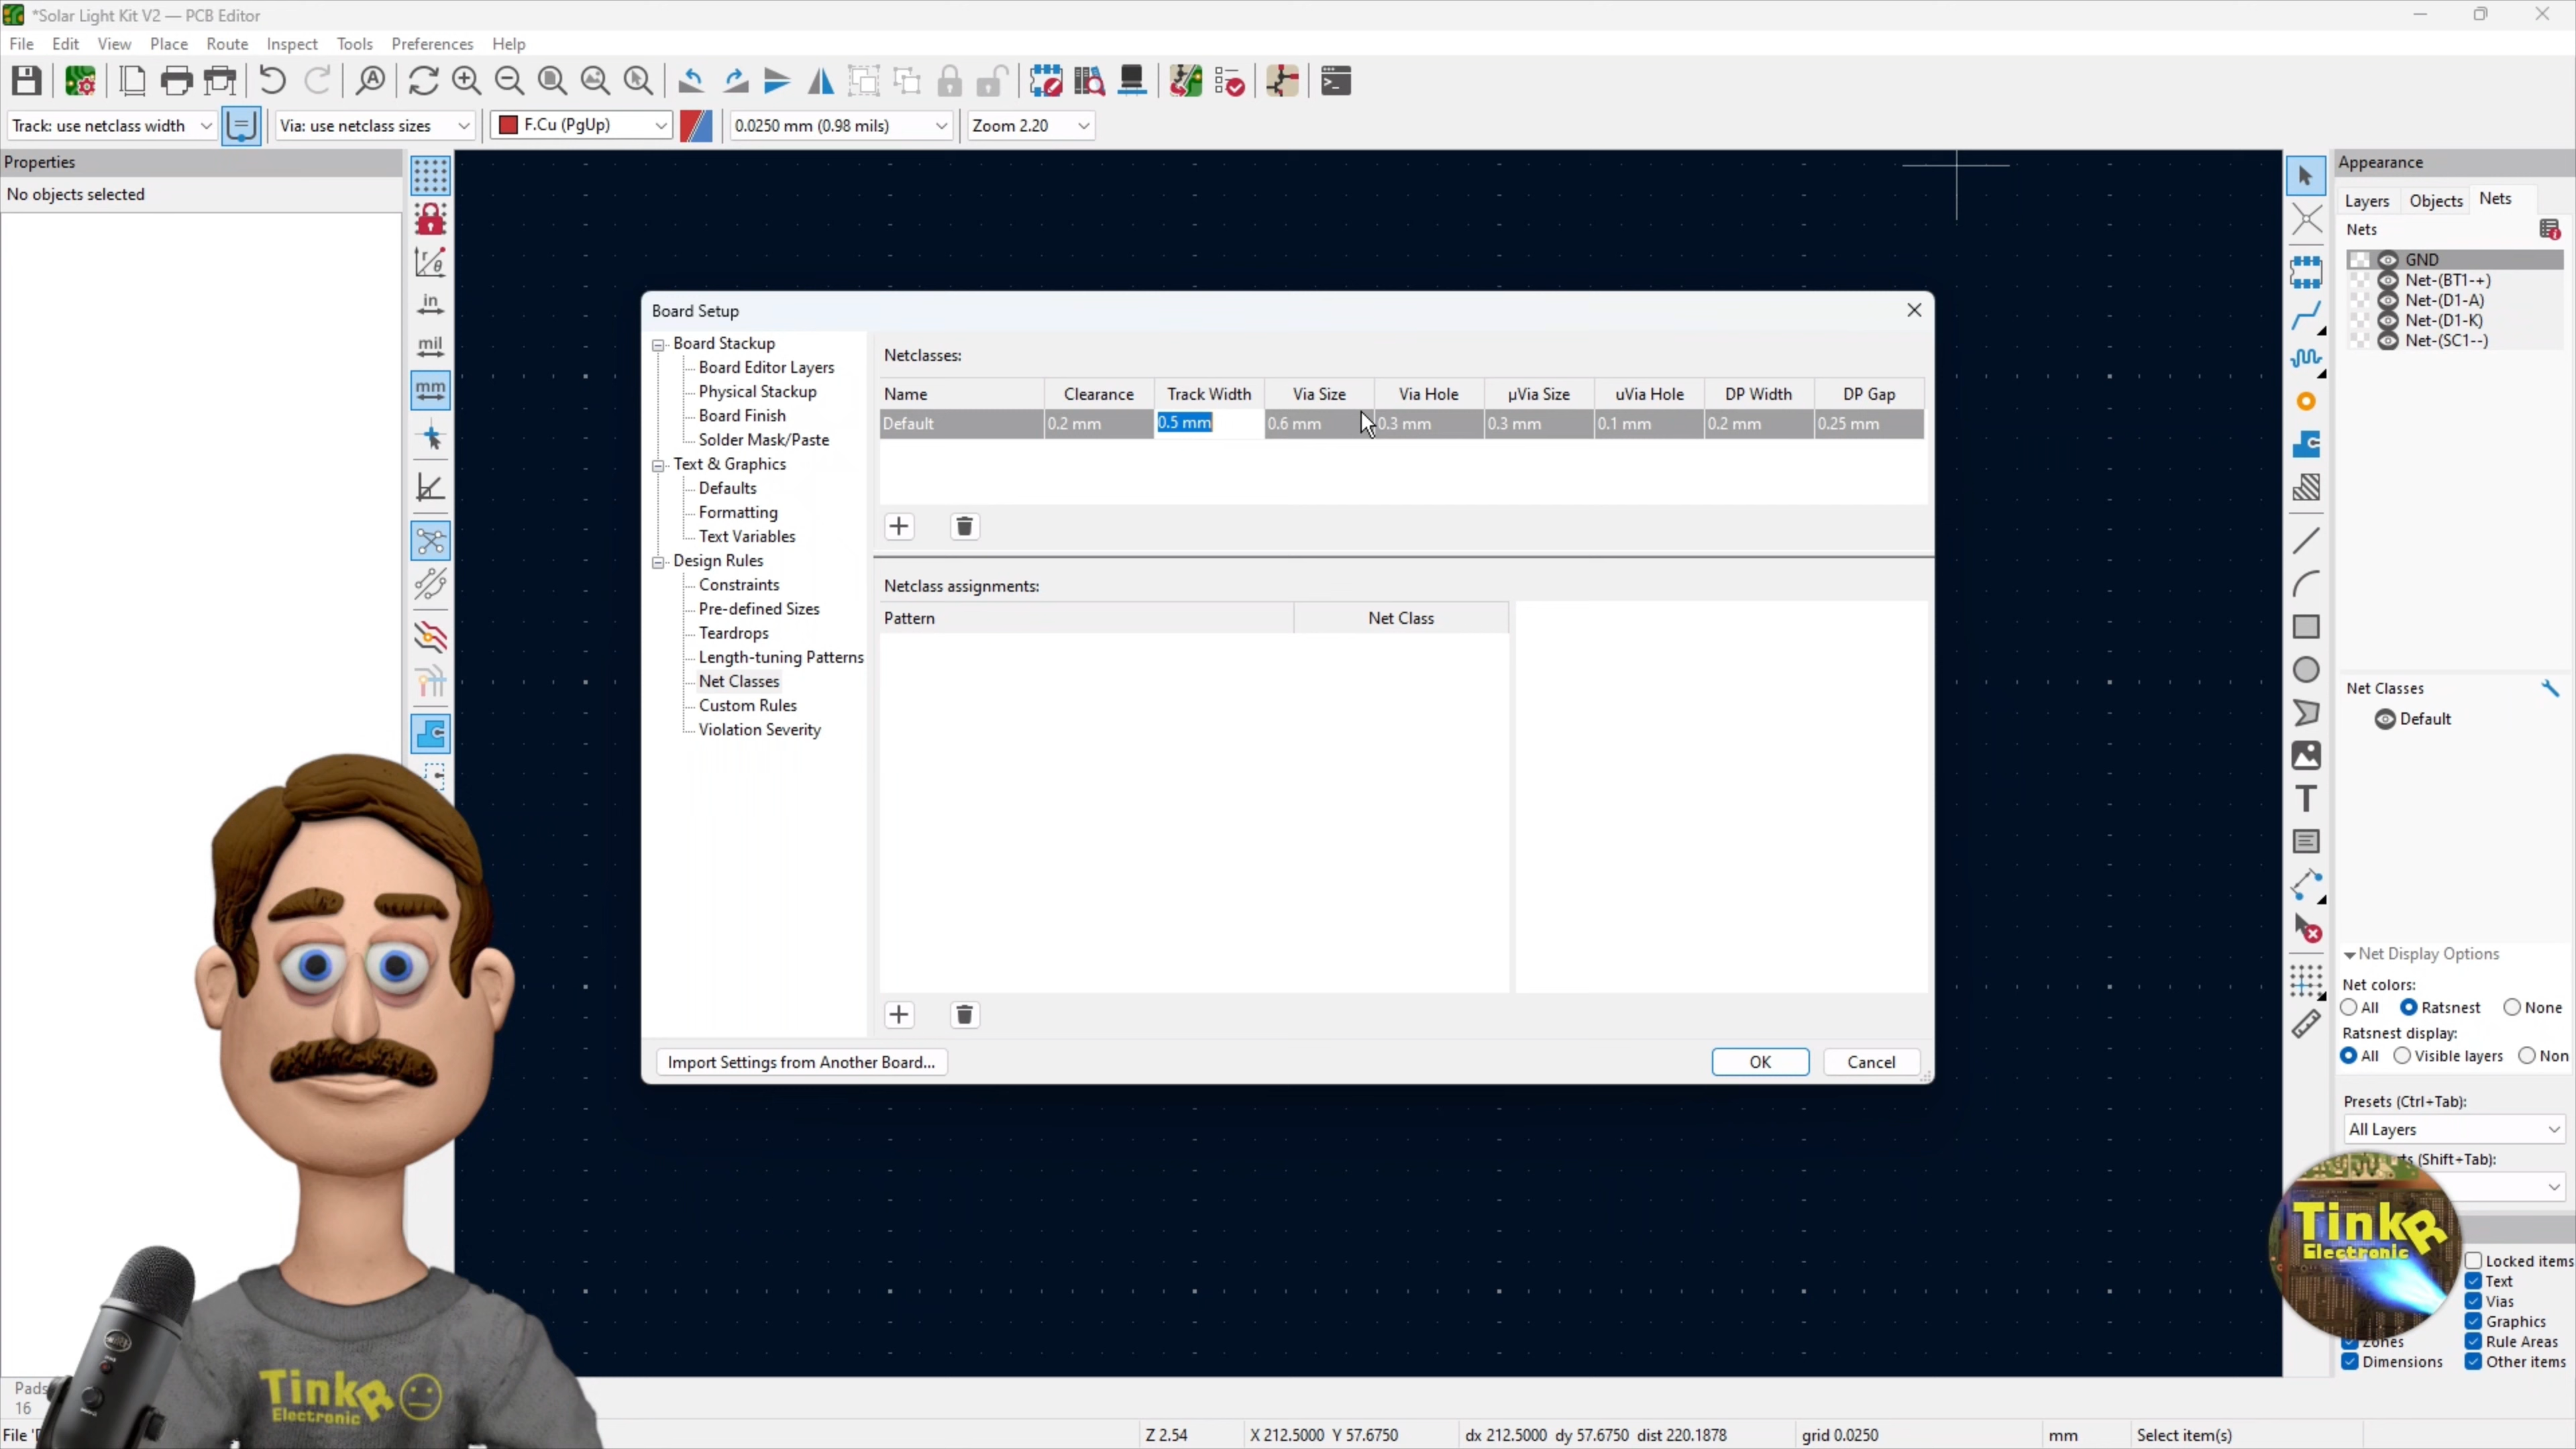 *Solar Light Kit V2 — PCB Editor
File Edit View Place Route Inspect Tools Preferences Help
Track: use netclass width Via: use netclass sizes F.Cu (PgUp) 0.0250 mm (0.98 mils) Zoom 2.20
Properties
No objects selected
in
mil
mm
Board Setup
Board Stackup
Board Editor Layers
Physical Stackup
Board Finish
Solder Mask/Paste
Text & Graphics
Defaults
Formatting
Text Variables
Design Rules
Constraints
Pre-defined Sizes
Teardrops
Length-tuning Patterns
Net Classes
Custom Rules
Violation Severity
Netclasses:
Name Clearance Track Width Via Size Via Hole µVia Size uVia Hole DP Width DP Gap
Default 0.2 mm 0.5 mm 0.6 mm 0.3 mm 0.3 mm 0.1 mm 0.2 mm 0.25 mm
Netclass assignments:
Pattern Net Class
Import Settings from Another Board... OK Cancel
Appearance
Layers Objects Nets
Nets
GND
Net-(BT1-+)
Net-(D1-A)
Net-(D1-K)
Net-(SC1--)
Net Classes
Default
Net Display Options
Net colors:
All Ratsnest None
Ratsnest display:
All Visible layers Non
Presets (Ctrl+Tab):
All Layers
(Shift+Tab):
TinkR
Electronic
Locked items
Text
Vias
Graphics
Zones Rule Areas
Dimensions Other items
TinkR
Electronic
Pads
16
File Z 2.54 X 212.5000 Y 57.6750 dx 212.5000 dy 57.6750 dist 220.1878 grid 0.0250 mm Select item(s)